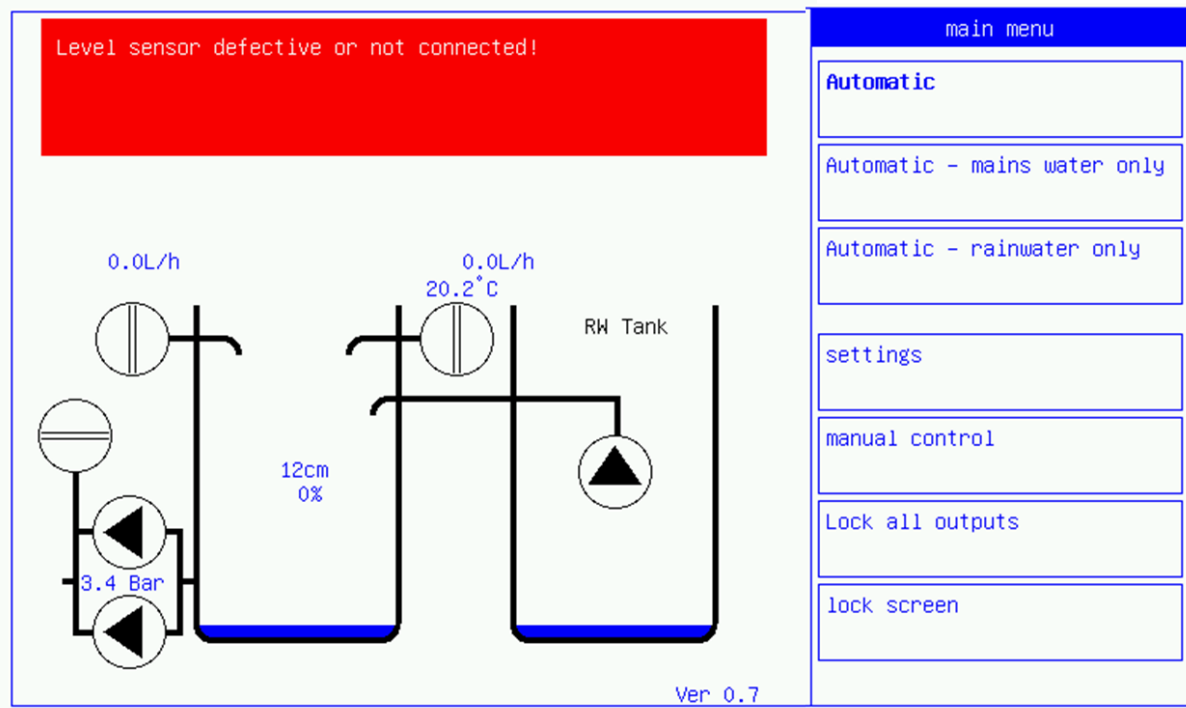 Level sensor defective or not connected!
main menu
Automatic
Automatic - mains water only
Automatic - rainwater only
settings
manual control
Lock all outputs
lock screen
0.0L/h
0.0L/h
20.2°C
RW Tank
12cm
0%
3.4 Bar
Ver 0.7